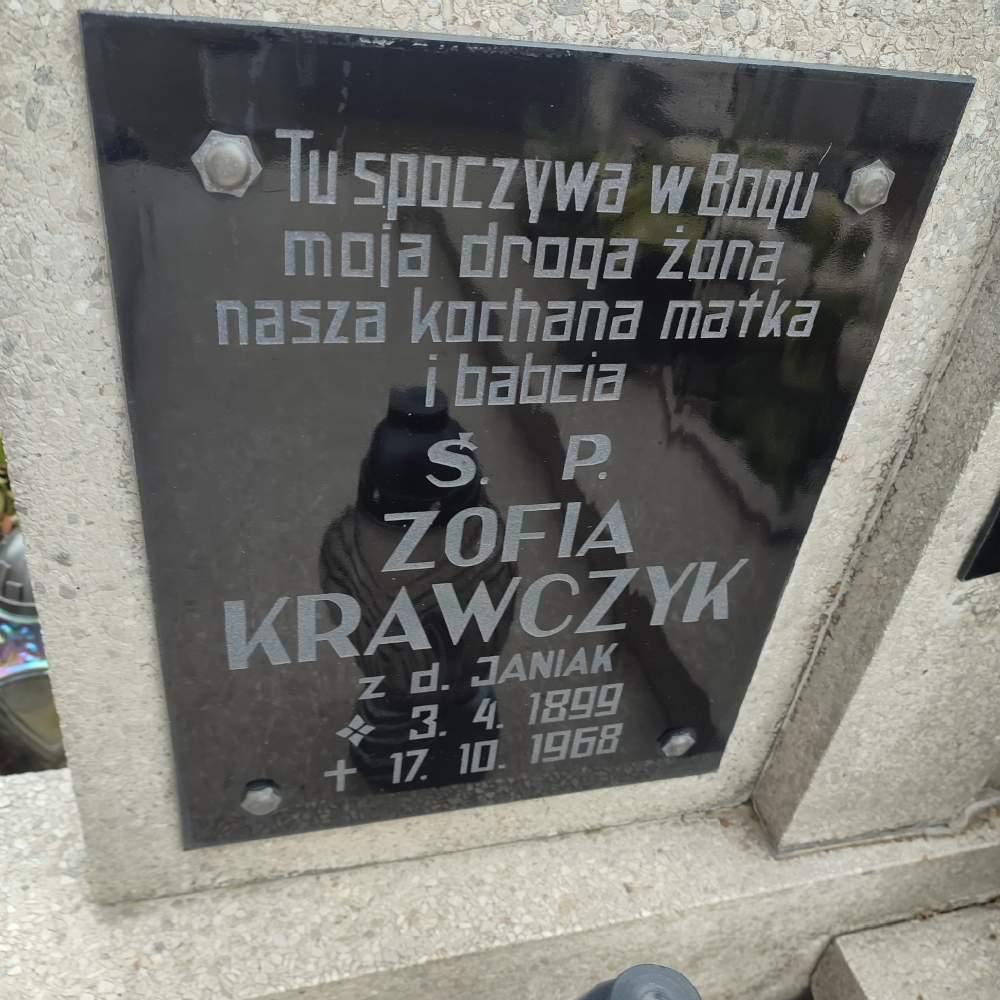 Tu spoczywa w Bogu
moja droga żona,
nasza kochana matka
i babcia
Ś. P.
ZOFIA
KRAWCZYK
z d. JANIAK
3. 4. 1899
17. 10. 1968